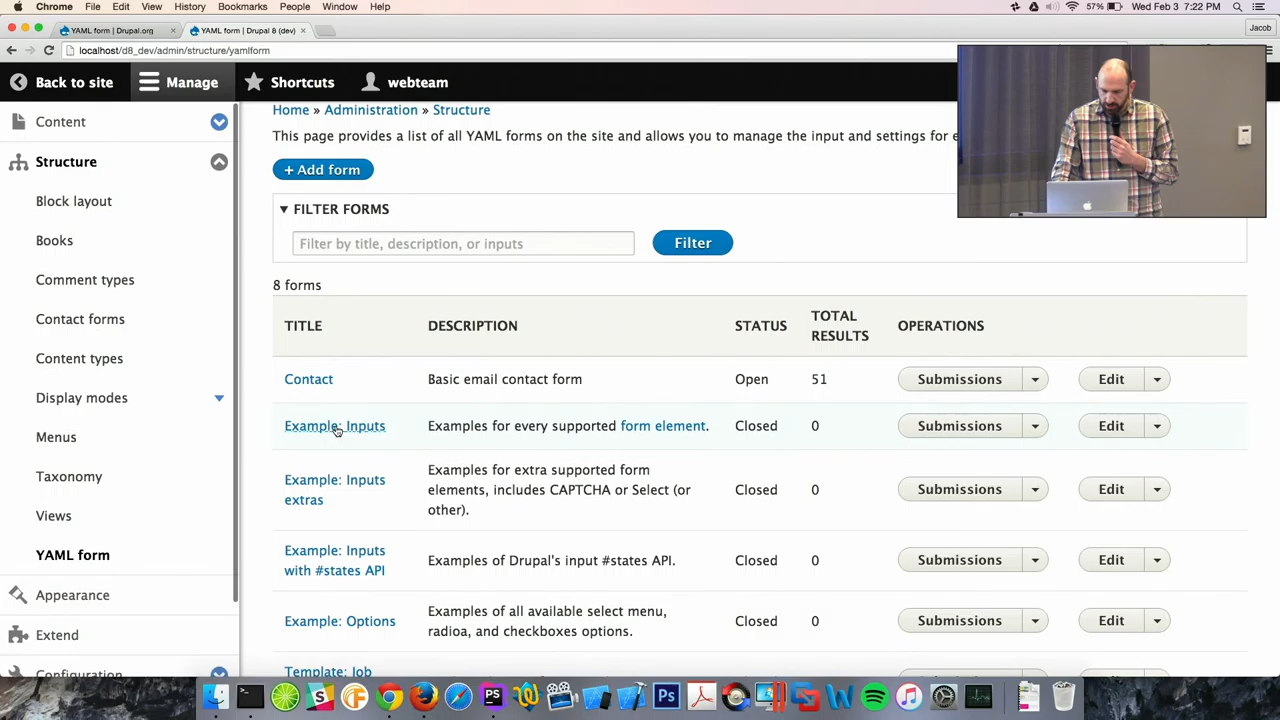 Chrome File Edit View History Bookmarks People Window Help
57% Wed Feb 3 7:22 PM
YAML form | Drupal.org
YAML form | Drupal 8 (dev)
Jacob
localhost/d8_dev/admin/structure/yamlform
Back to site
Manage
Shortcuts
webteam
Content
Structure
Block layout
Books
Comment types
Contact forms
Content types
Display modes
Menus
Taxonomy
Views
YAML form
Appearance
Extend
Configuration
Home » Administration » Structure
This page provides a list of all YAML forms on the site and allows you to manage the input and settings for e
+ Add form
FILTER FORMS
Filter by title, description, or inputs
Filter
8 forms
TITLE DESCRIPTION STATUS TOTAL RESULTS OPERATIONS
Contact Basic email contact form Open 51 Submissions Edit
Example: Inputs Examples for every supported form element. Closed 0 Submissions Edit
Example: Inputs extras
Examples for extra supported form
elements, includes CAPTCHA or Select (or
other).
Closed 0 Submissions Edit
Example: Inputs
with #states API
Examples of Drupal's input #states API. Closed 0 Submissions Edit
Example: Options
Examples of all available select menu,
radioa, and checkboxes options.
Closed 0 Submissions Edit
Template: Job